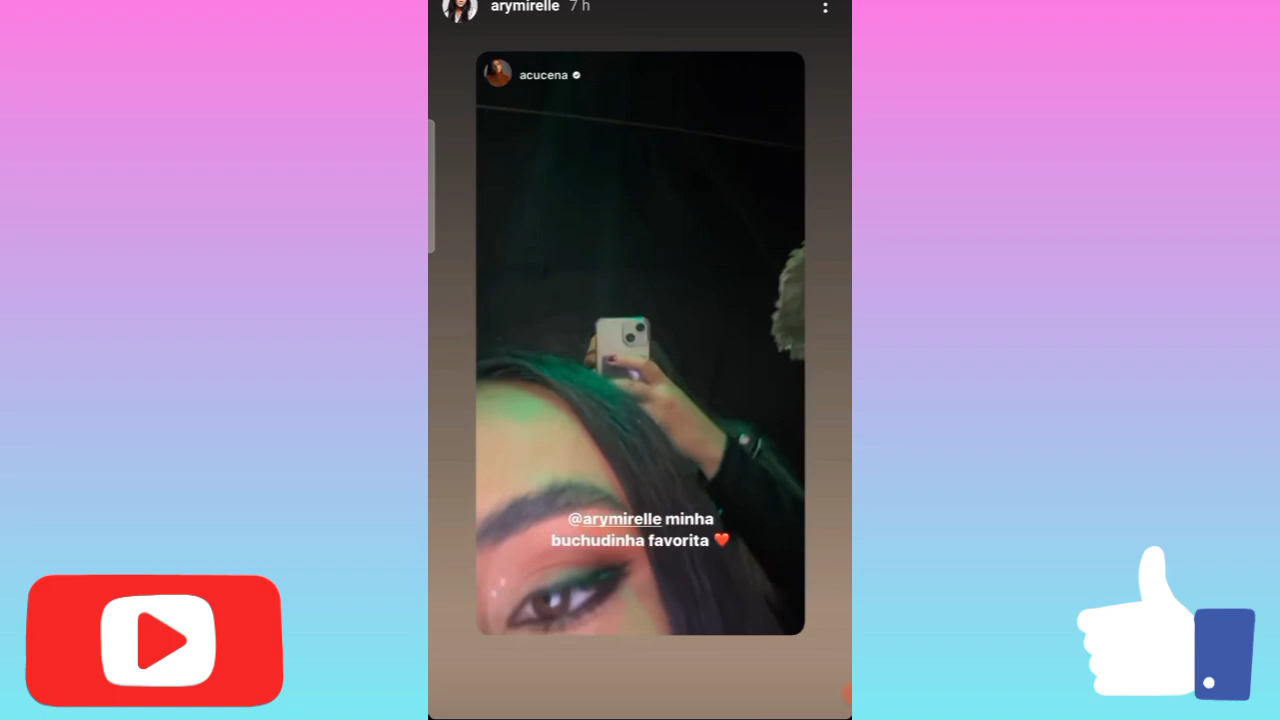 arymirelle 7 h
acucena
@arymirelle minha
buchudinha favorita ❤️